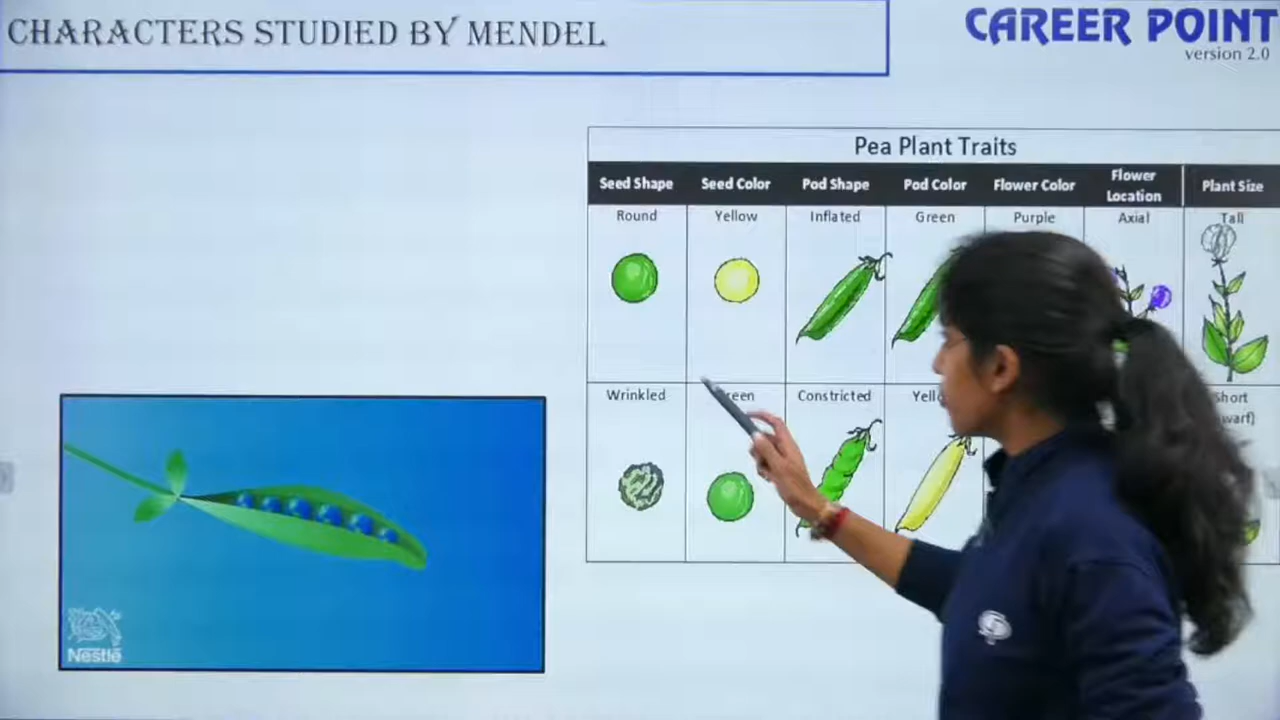 CHARACTERS STUDIED BY MENDEL
CAREER POINT
version 2.0
Pea Plant Traits
Seed Shape Seed Color Pod Shape Pod Color Flower Color Flower Location Plant Size
Round Yellow Inflated Green Purple Axial Tall
Wrinkled Constricted
Nestlé